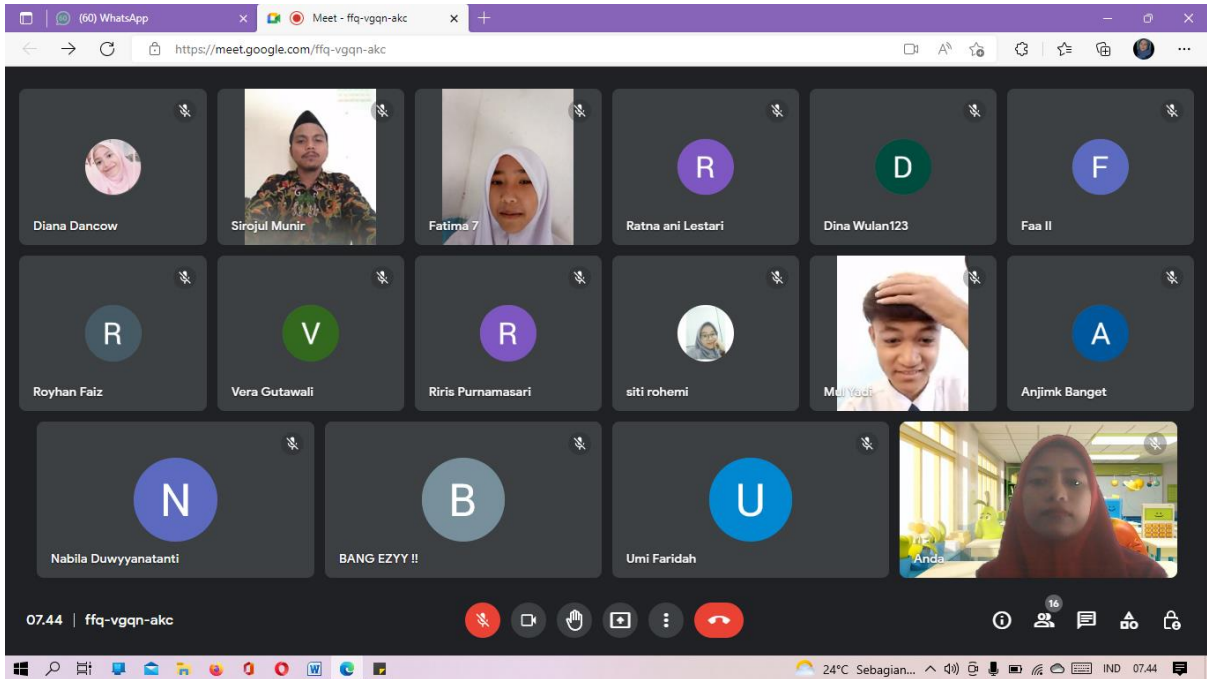 (60) WhatsApp
Meet - ffq-vgqn-akc
https://meet.google.com/ffq-vgqn-akc
Diana Dancow
Sirojul Munir
Fatima 7
R
Ratna ani Lestari
D
Dina Wulan123
F
Faa II
R
Royhan Faiz
V
Vera Gutawali
R
Riris Purnamasari
siti rohemi
Mul Yadi
A
Anjimk Banget
N
Nabila Duwyyanatanti
B
BANG EZYY !!
U
Umi Faridah
Anda
07.44 | ffq-vgqn-akc
16
24°C Sebagian... IND 07.44